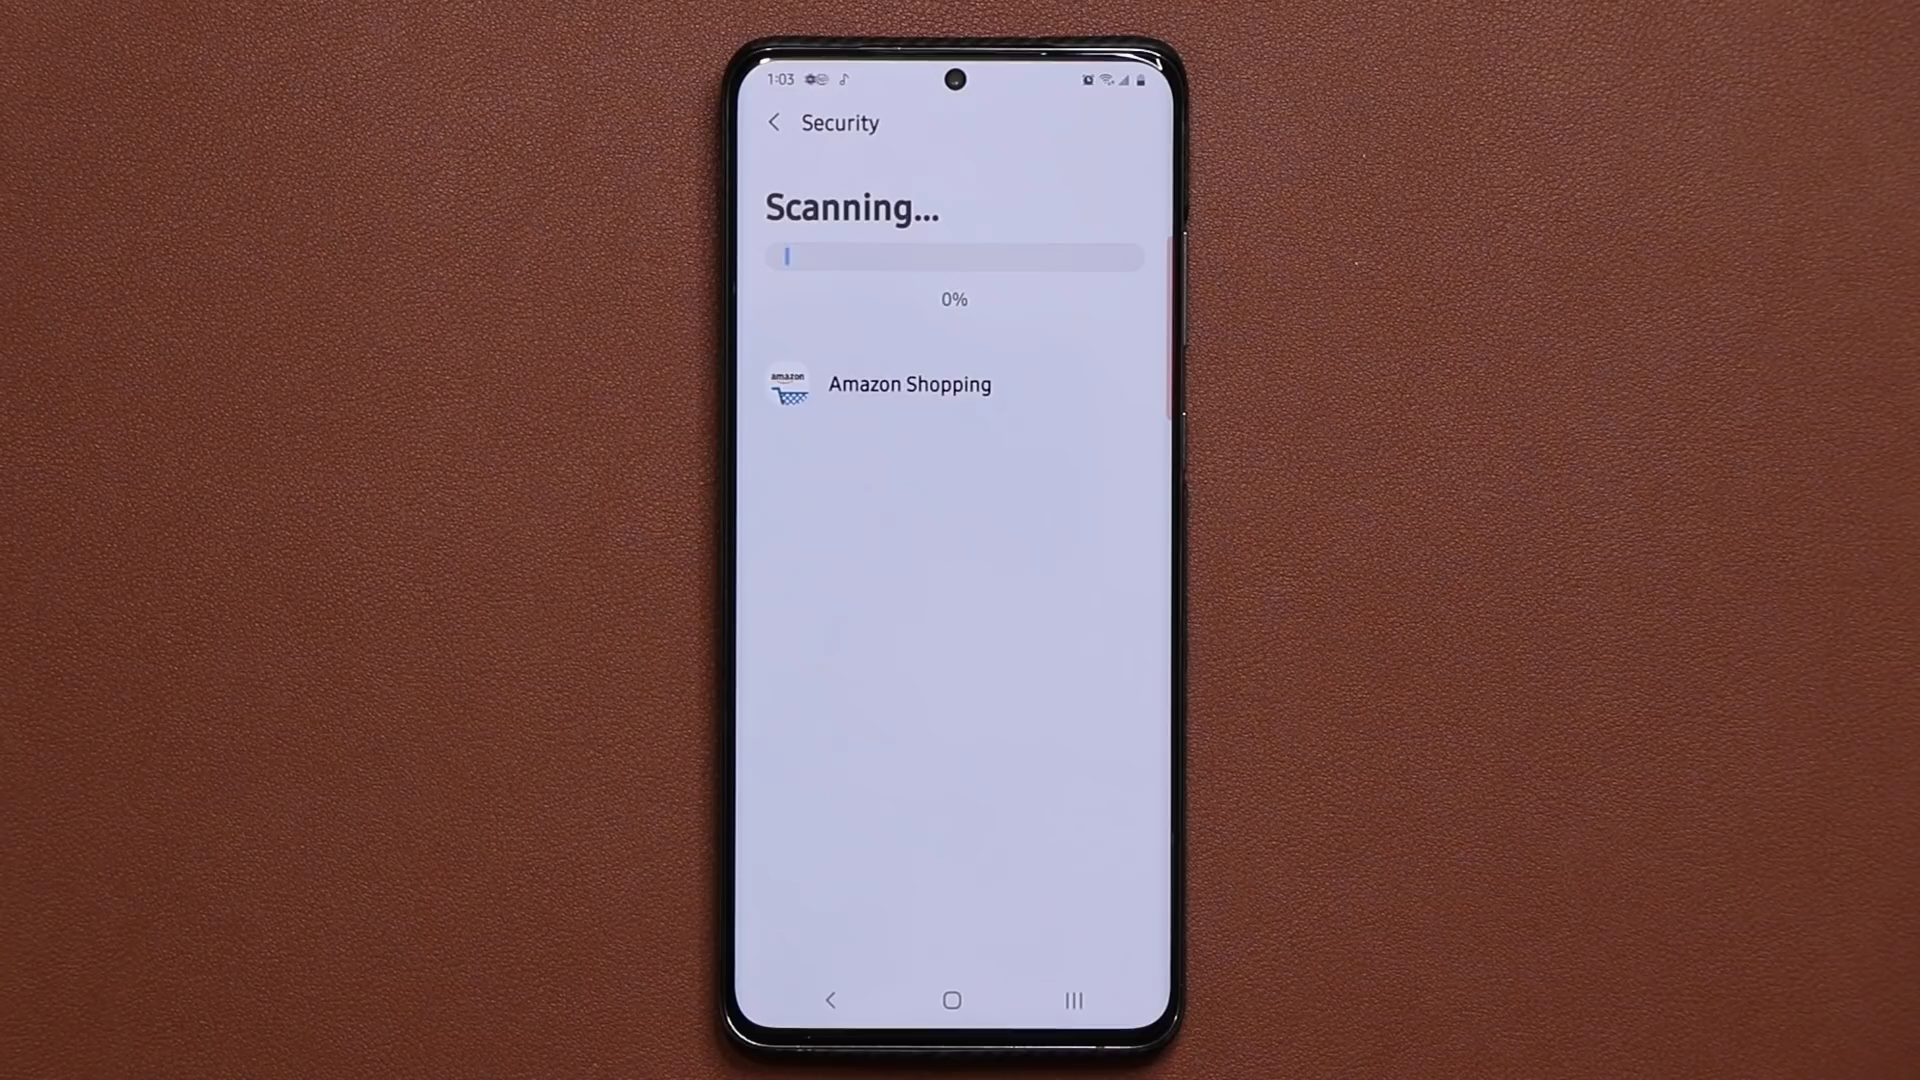 1:03
Security
Scanning...
0%
amazon
Amazon Shopping